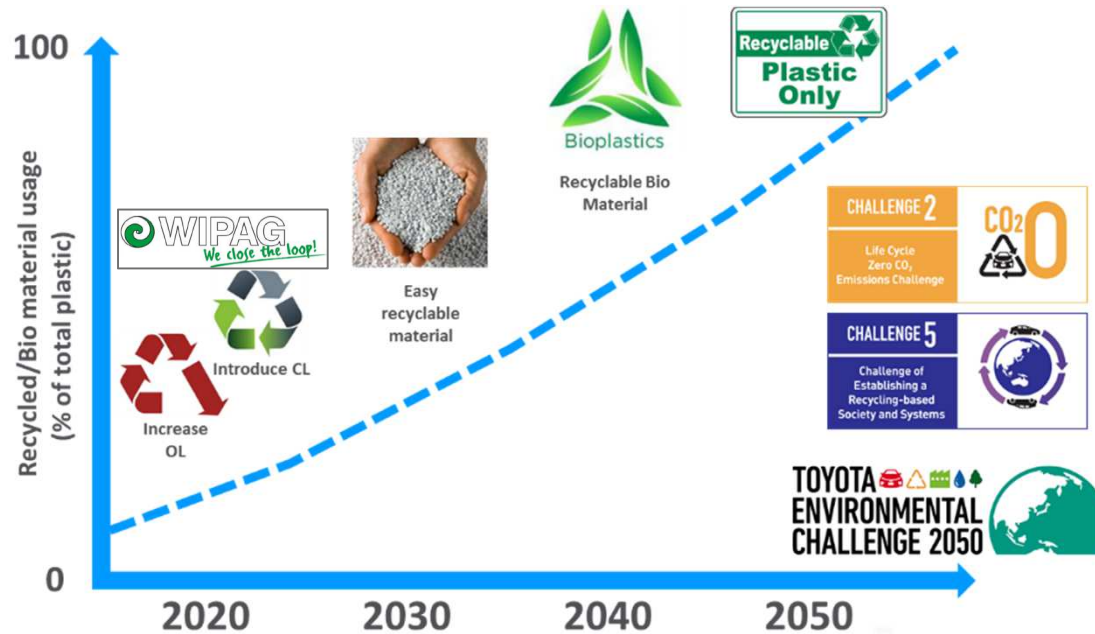 100
Recycled/Bio material usage
(% of total plastic)
0
WIPAG
We close the loop!
Introduce CL
Increase
OL
Easy
recyclable
material
Bioplastics
Recyclable Bio
Material
Recyclable
Plastic
Only
CHALLENGE 2
Life Cycle
Zero CO₂
Emissions Challenge
CO₂ 0
CHALLENGE 5
Challenge of
Establishing a
Recycling-based
Society and Systems
TOYOTA
ENVIRONMENTAL
CHALLENGE 2050
2020
2030
2040
2050